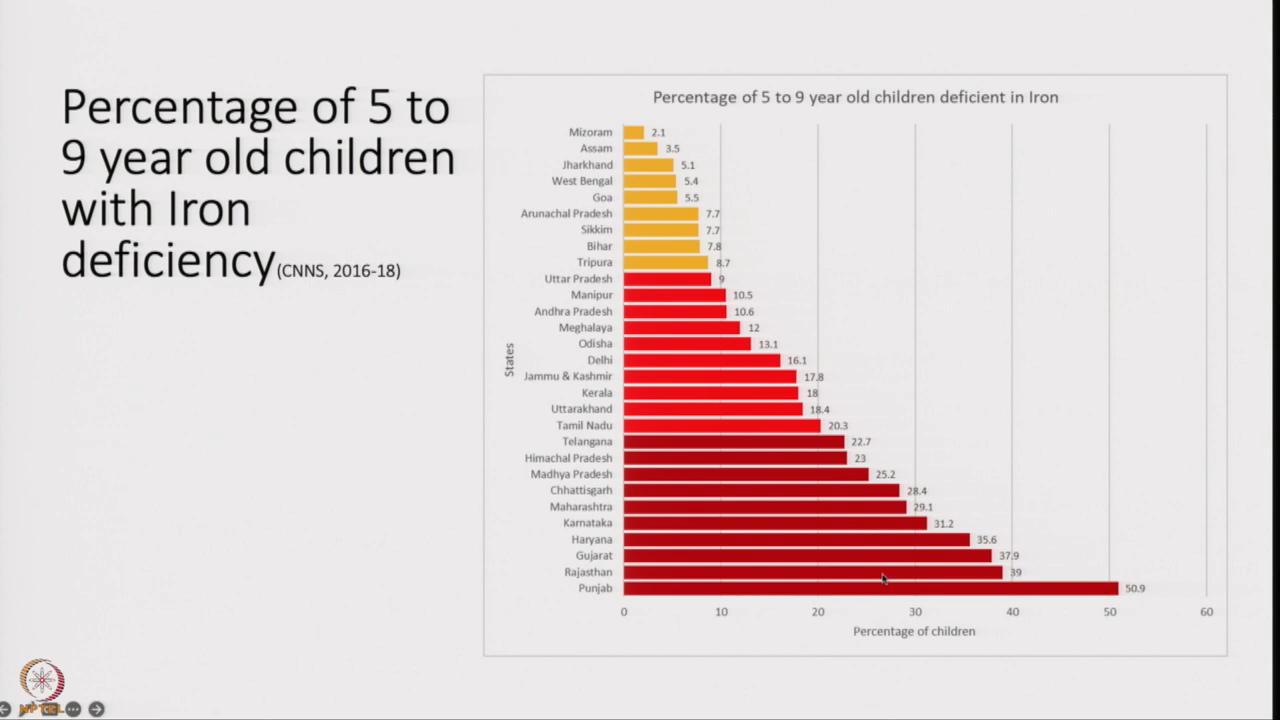 Percentage of 5 to
9 year old children
with Iron
deficiency(CNNS, 2016-18)
Percentage of 5 to 9 year old children deficient in Iron
States
Mizoram 2.1
Assam 3.5
Jharkhand 5.1
West Bengal 5.4
Goa 5.5
Arunachal Pradesh 7.7
Sikkim 7.7
Bihar 7.8
Tripura 8.7
Uttar Pradesh 9
Manipur 10.5
Andhra Pradesh 10.6
Meghalaya 12
Odisha 13.1
Delhi 16.1
Jammu & Kashmir 17.8
Kerala 18
Uttarakhand 18.4
Tamil Nadu 20.3
Telangana 22.7
Himachal Pradesh 23
Madhya Pradesh 25.2
Chhattisgarh 28.4
Maharashtra 29.1
Karnataka 31.2
Haryana 35.6
Gujarat 37.9
Rajasthan 39
Punjab 50.9
0 10 20 30 40 50 60
Percentage of children
NPTEL